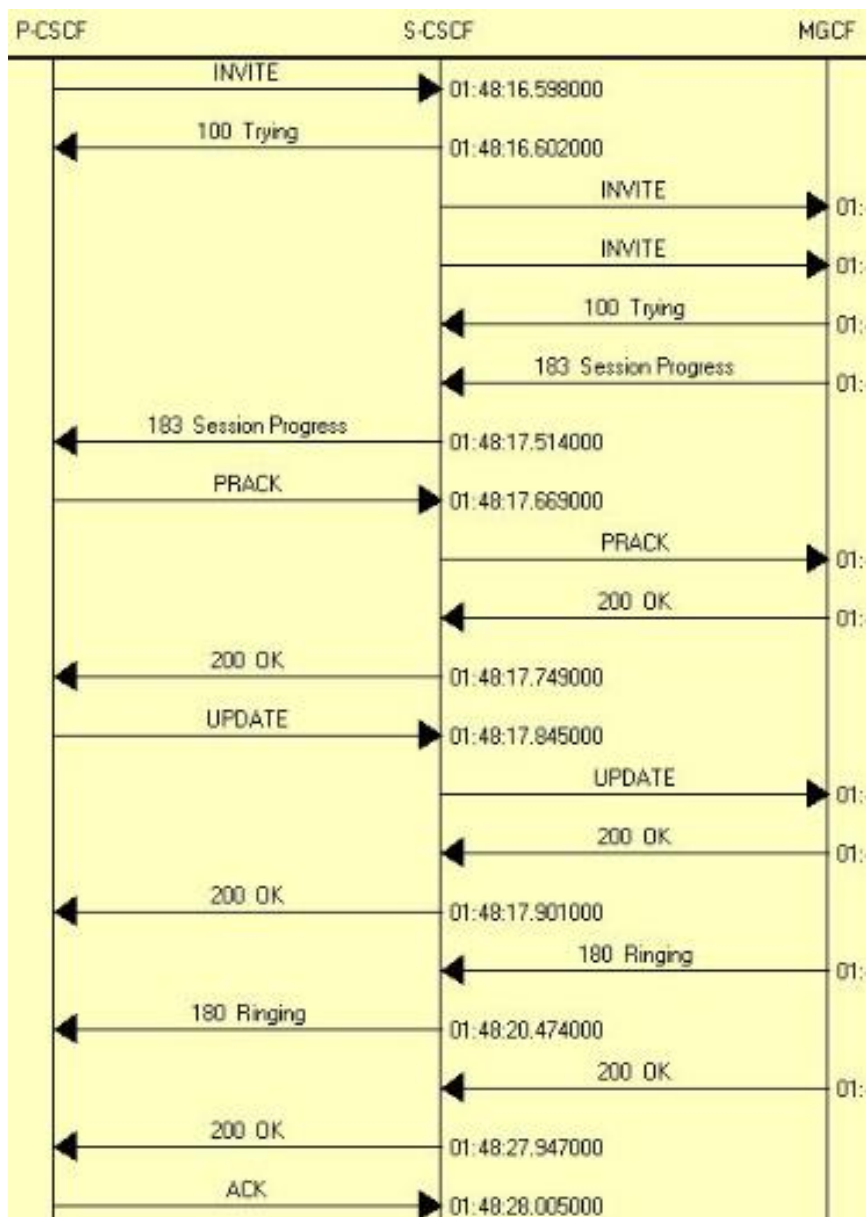 P-CSCF S-CSCF MGCF
INVITE
01:48:16.598000
100 Trying
01:48:16.602000
INVITE
01:
INVITE
01:
100 Trying
01:
183 Session Progress
01:
183 Session Progress
01:48:17.514000
PRACK
01:48:17.669000
PRACK
01:
200 OK
01:
200 OK
01:48:17.749000
UPDATE
01:48:17.845000
UPDATE
01:
200 OK
01:
200 OK
01:48:17.901000
180 Ringing
01:
180 Ringing
01:48:20.474000
200 OK
01:
200 OK
01:48:27.947000
ACK
01:48:28.005000